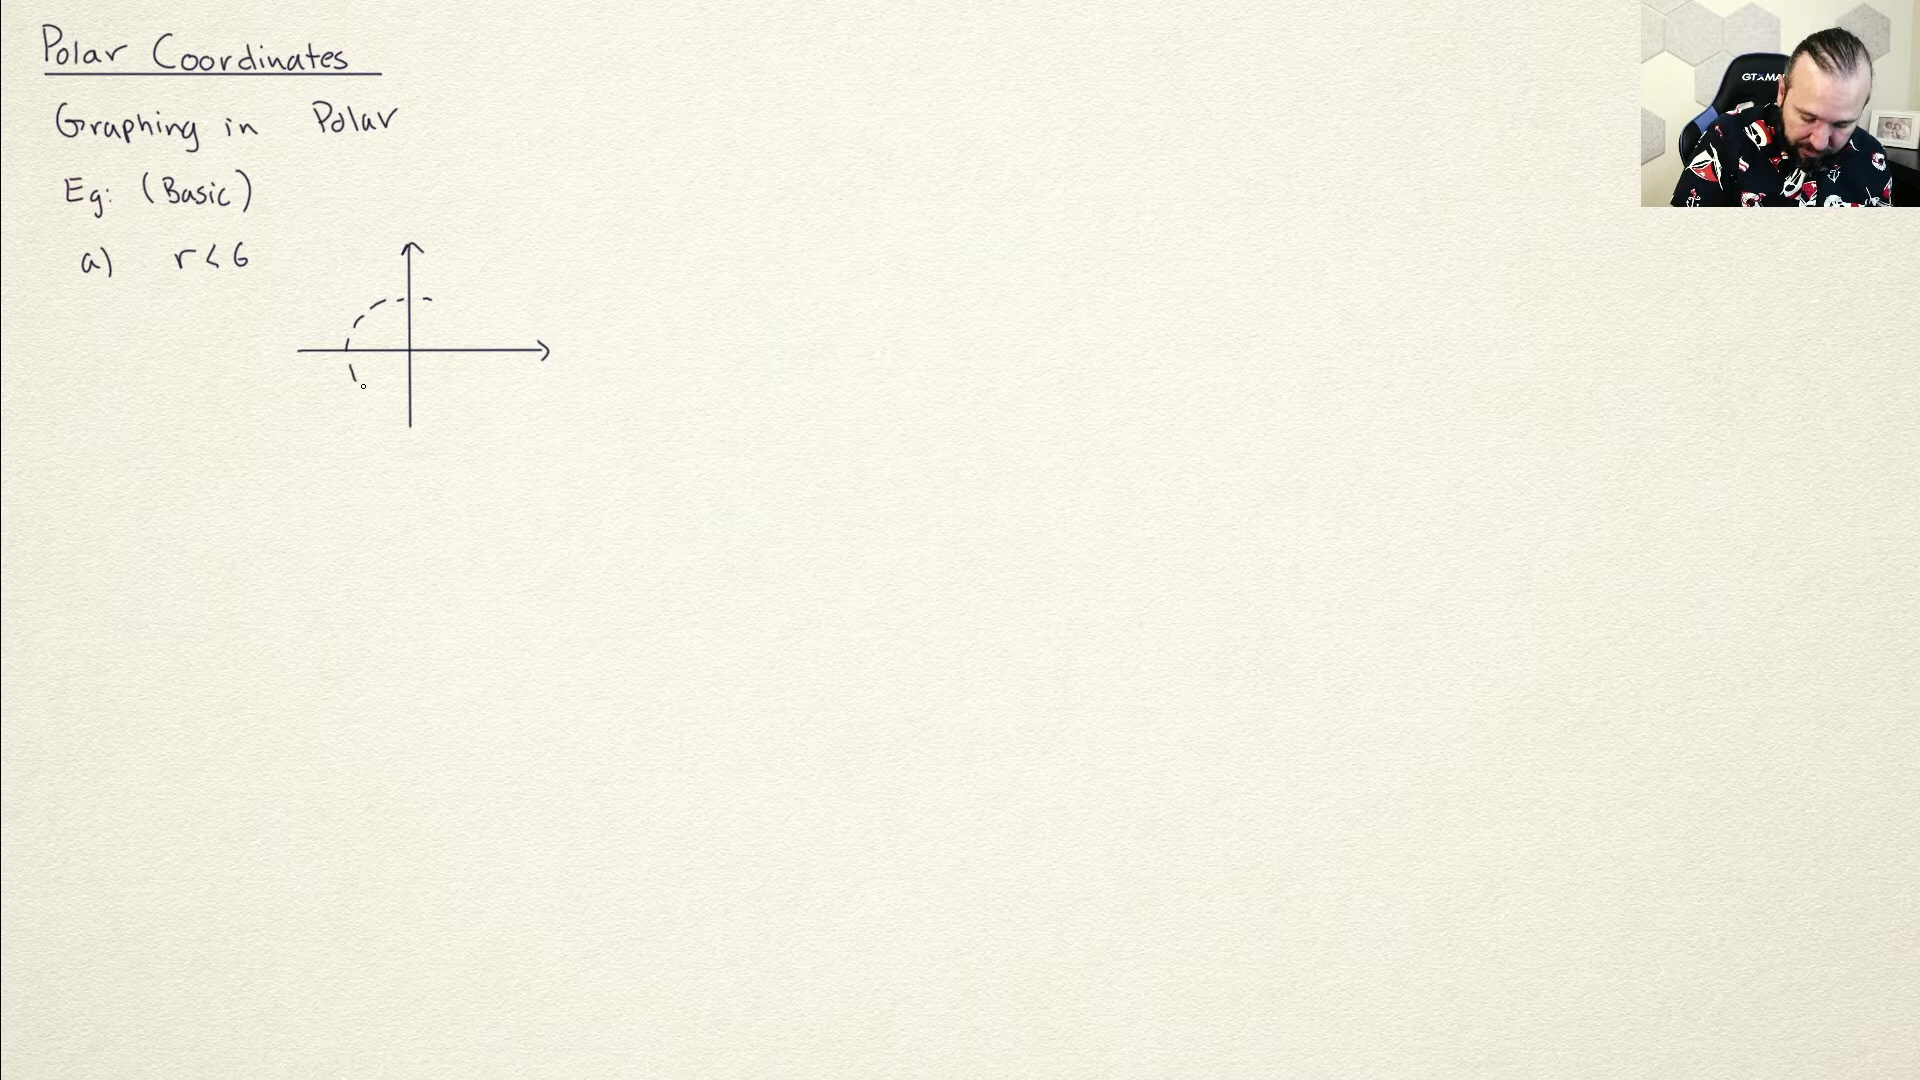 Polar Coordinates
Graphing in Polar
Eg: (Basic)
a) r < 6